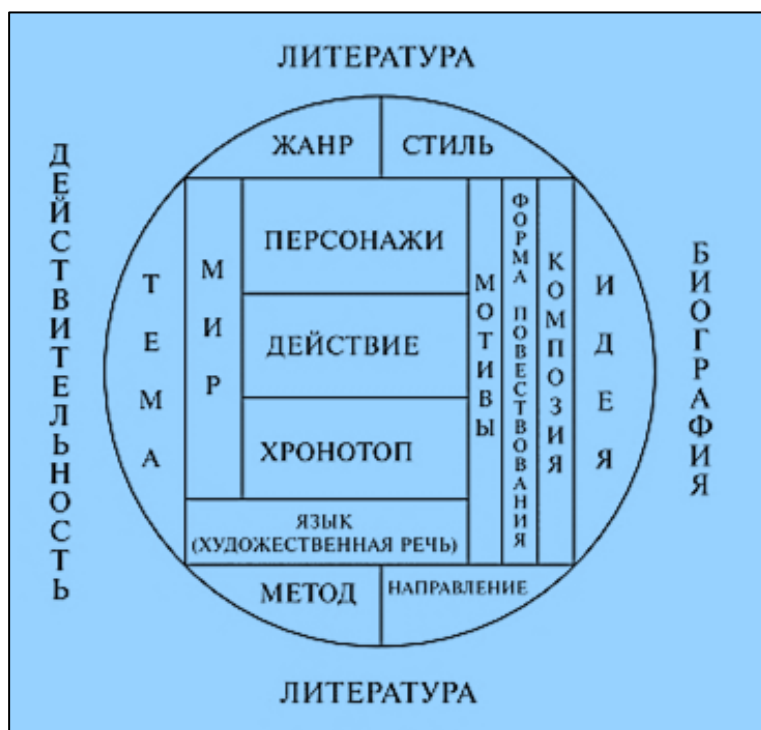 ЛИТЕРАТУРА
ЖАНР
СТИЛЬ
ДЕЙСТВИТЕЛЬНОСТЬ
ТЕМА
МИР
ПЕРСОНАЖИ
ДЕЙСТВИЕ
ХРОНОТОП
ЯЗЫК
(ХУДОЖЕСТВЕННАЯ РЕЧЬ)
МОТИВЫ
ФОРМА ПОВЕСТВОВАНИЯ
КОМПОЗИЯ
ИДЕЯ
БИОГРАФИЯ
МЕТОД
НАПРАВЛЕНИЕ
ЛИТЕРАТУРА